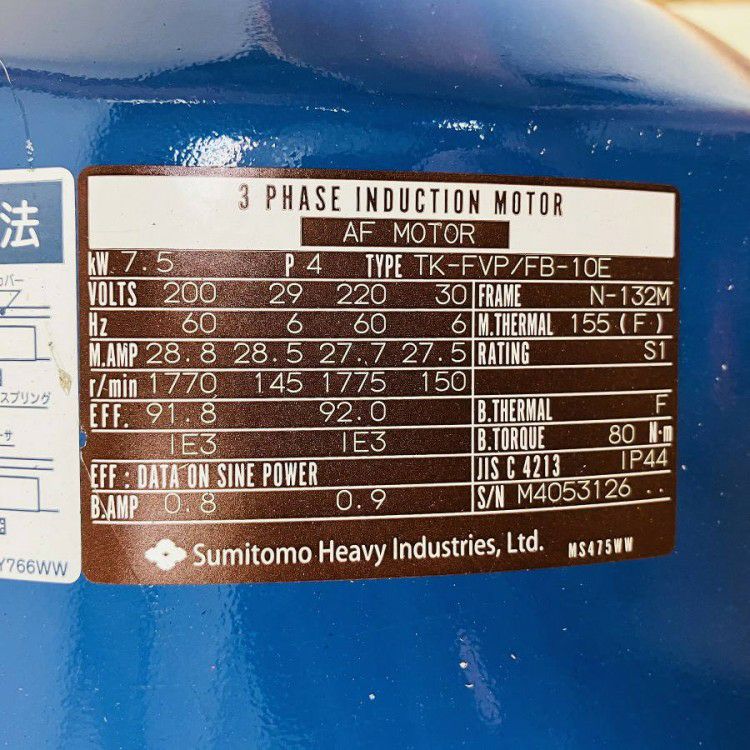 3 PHASE INDUCTION MOTOR
AF MOTOR
kW 7.5 P 4 TYPE TK-FVP/FB-10E
VOLTS 200 29 220 30 FRAME N-132M
Hz 60 6 60 6 M.THERMAL 155 (F)
M.AMP 28.8 28.5 27.7 27.5 RATING S1
r/min 1770 145 1775 150
EFF. 91.8 92.0 B.THERMAL F
IE3 IE3 B.TORQUE 80 N·m
EFF : DATA ON SINE POWER JIS C 4213 IP44
B.AMP 0.8 0.9 S/N M4053126 ..
Sumitomo Heavy Industries, Ltd. MS475WW
法
バー
スプリング
サ
Y766WW